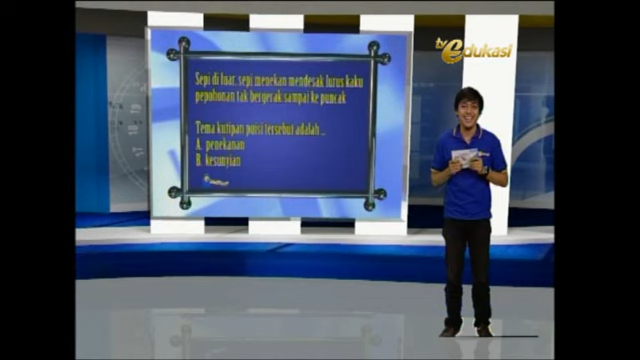 tv edukasi
Sepi di luar, sepi menekan mendesak lurus kaku
pepohonan tak bergerak sampai ke puncak
Tema kutipan puisi tersebut adalah ...
A. penekanan
B. kesunyian